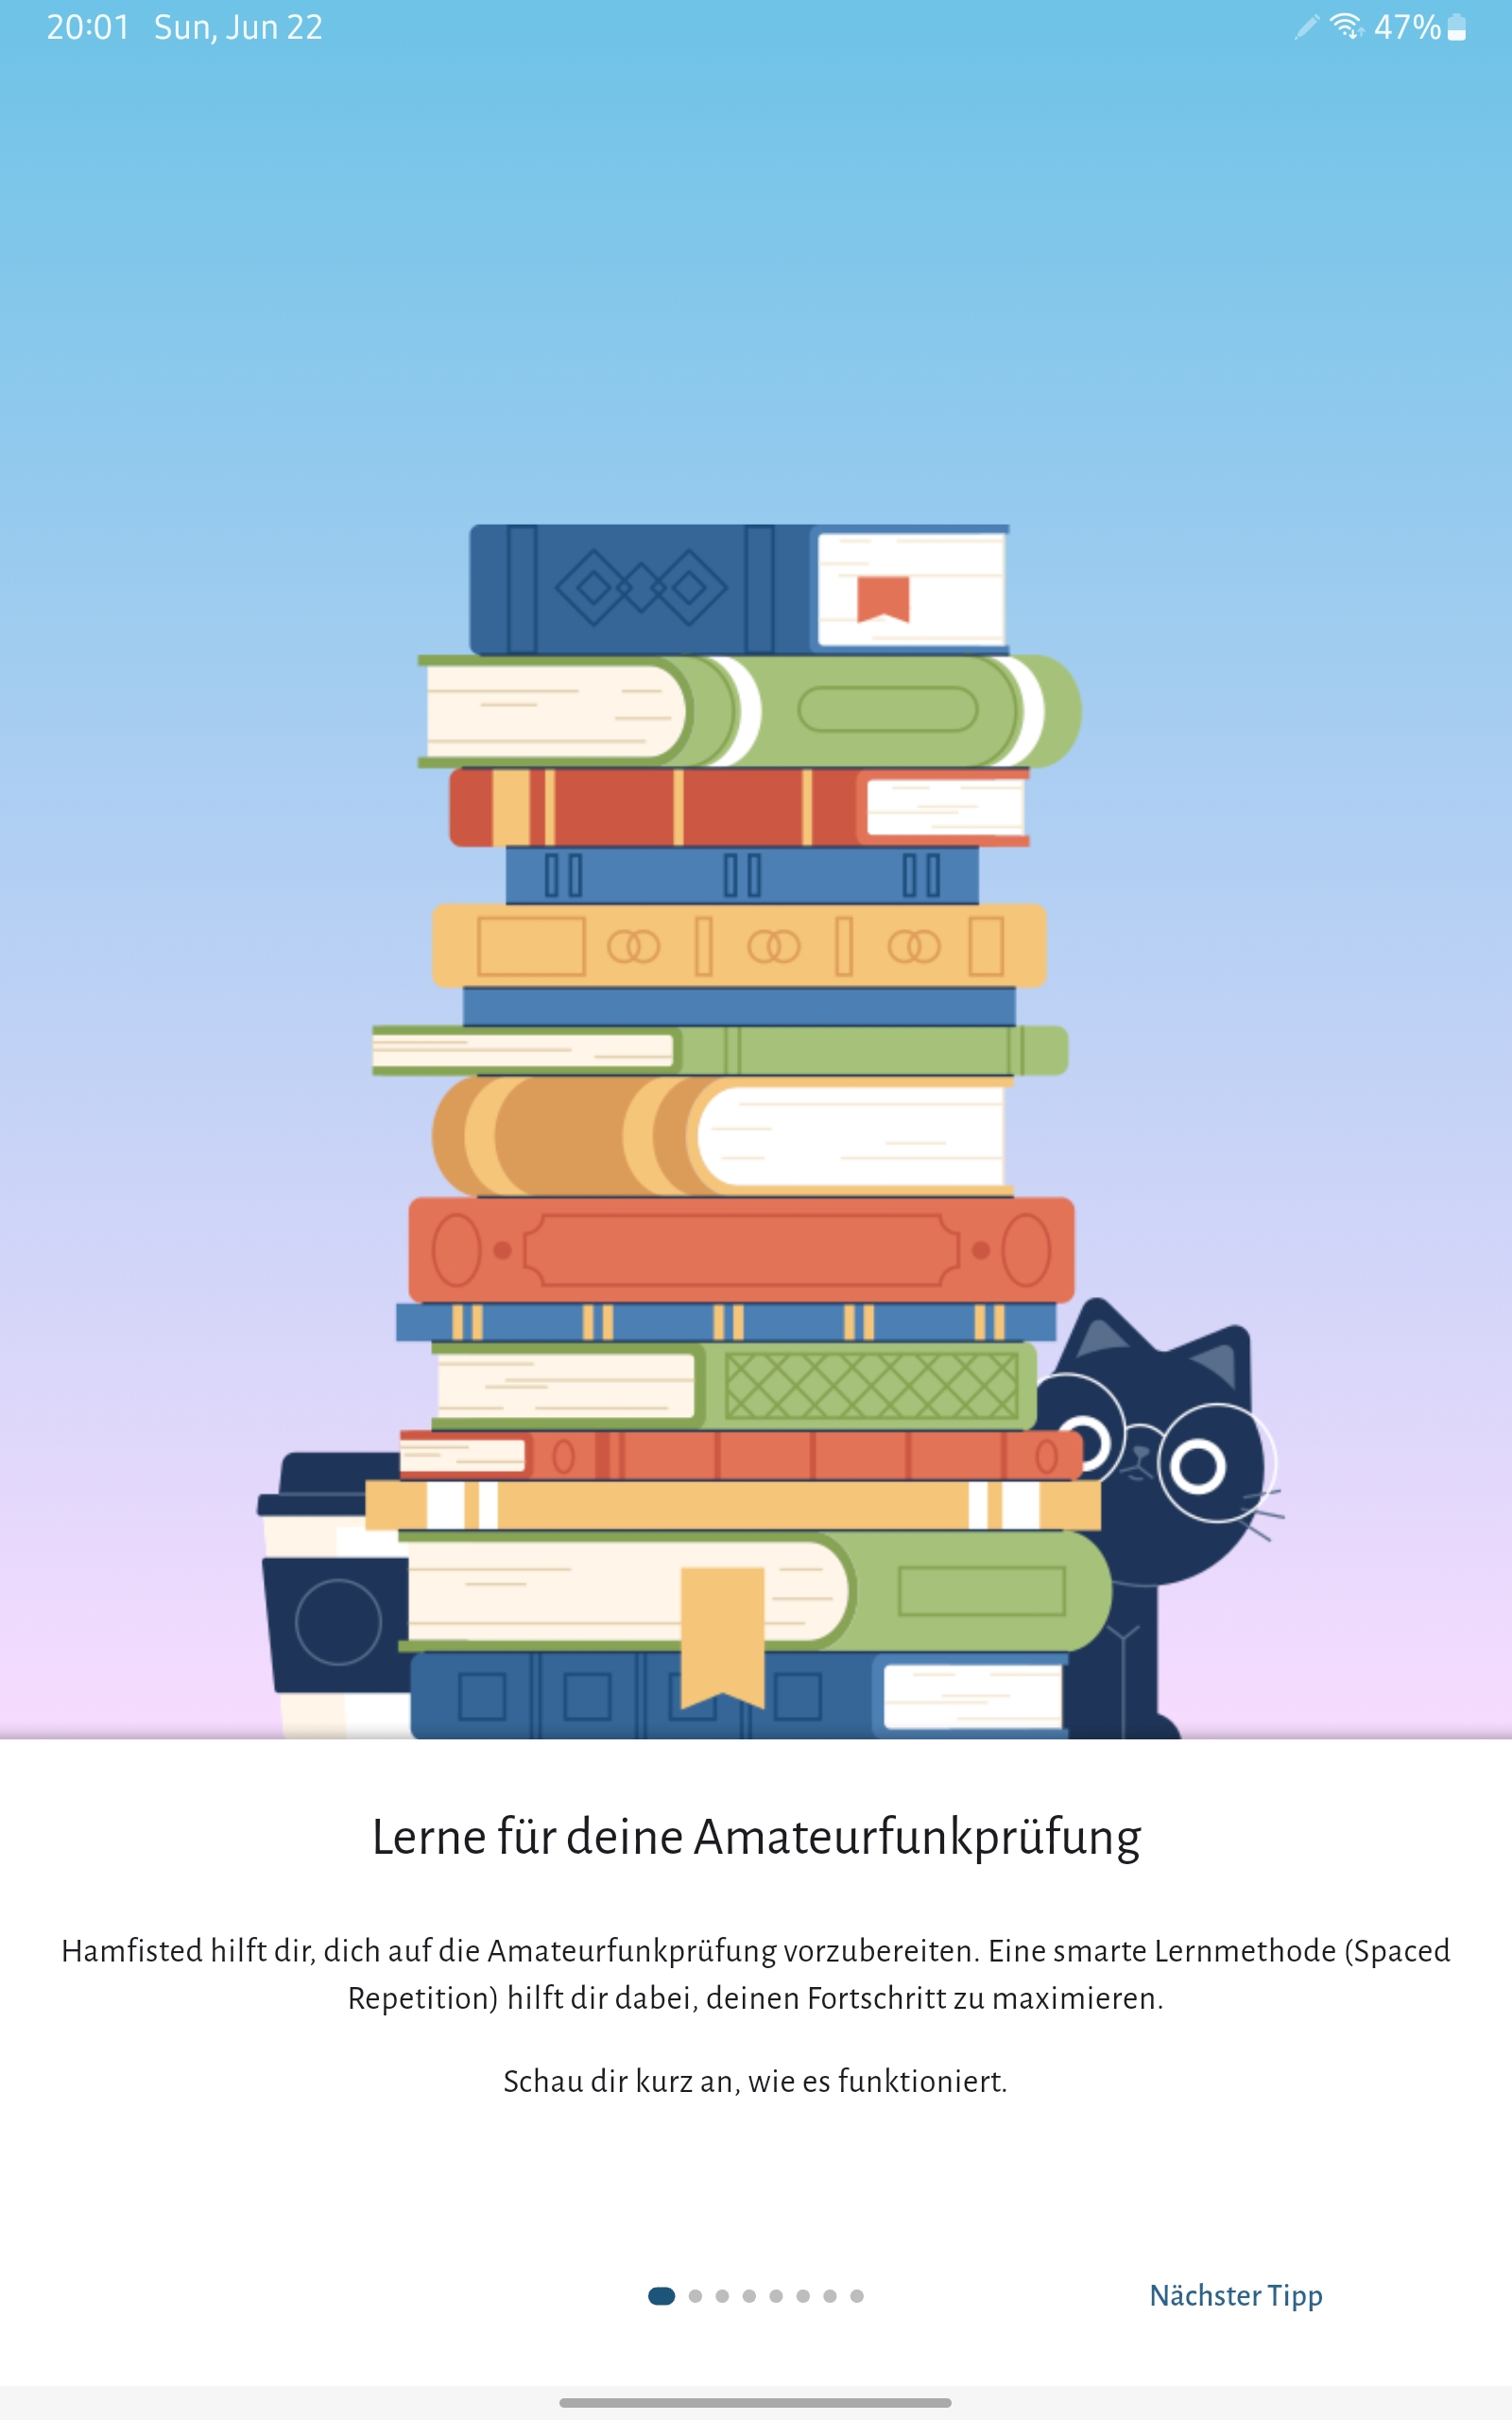 20:01 Sun, Jun 22 47%
Lerne für deine Amateurfunkprüfung
Hamfisted hilft dir, dich auf die Amateurfunkprüfung vorzubereiten. Eine smarte Lernmethode (Spaced
Repetition) hilft dir dabei, deinen Fortschritt zu maximieren.
Schau dir kurz an, wie es funktioniert.
Nächster Tipp